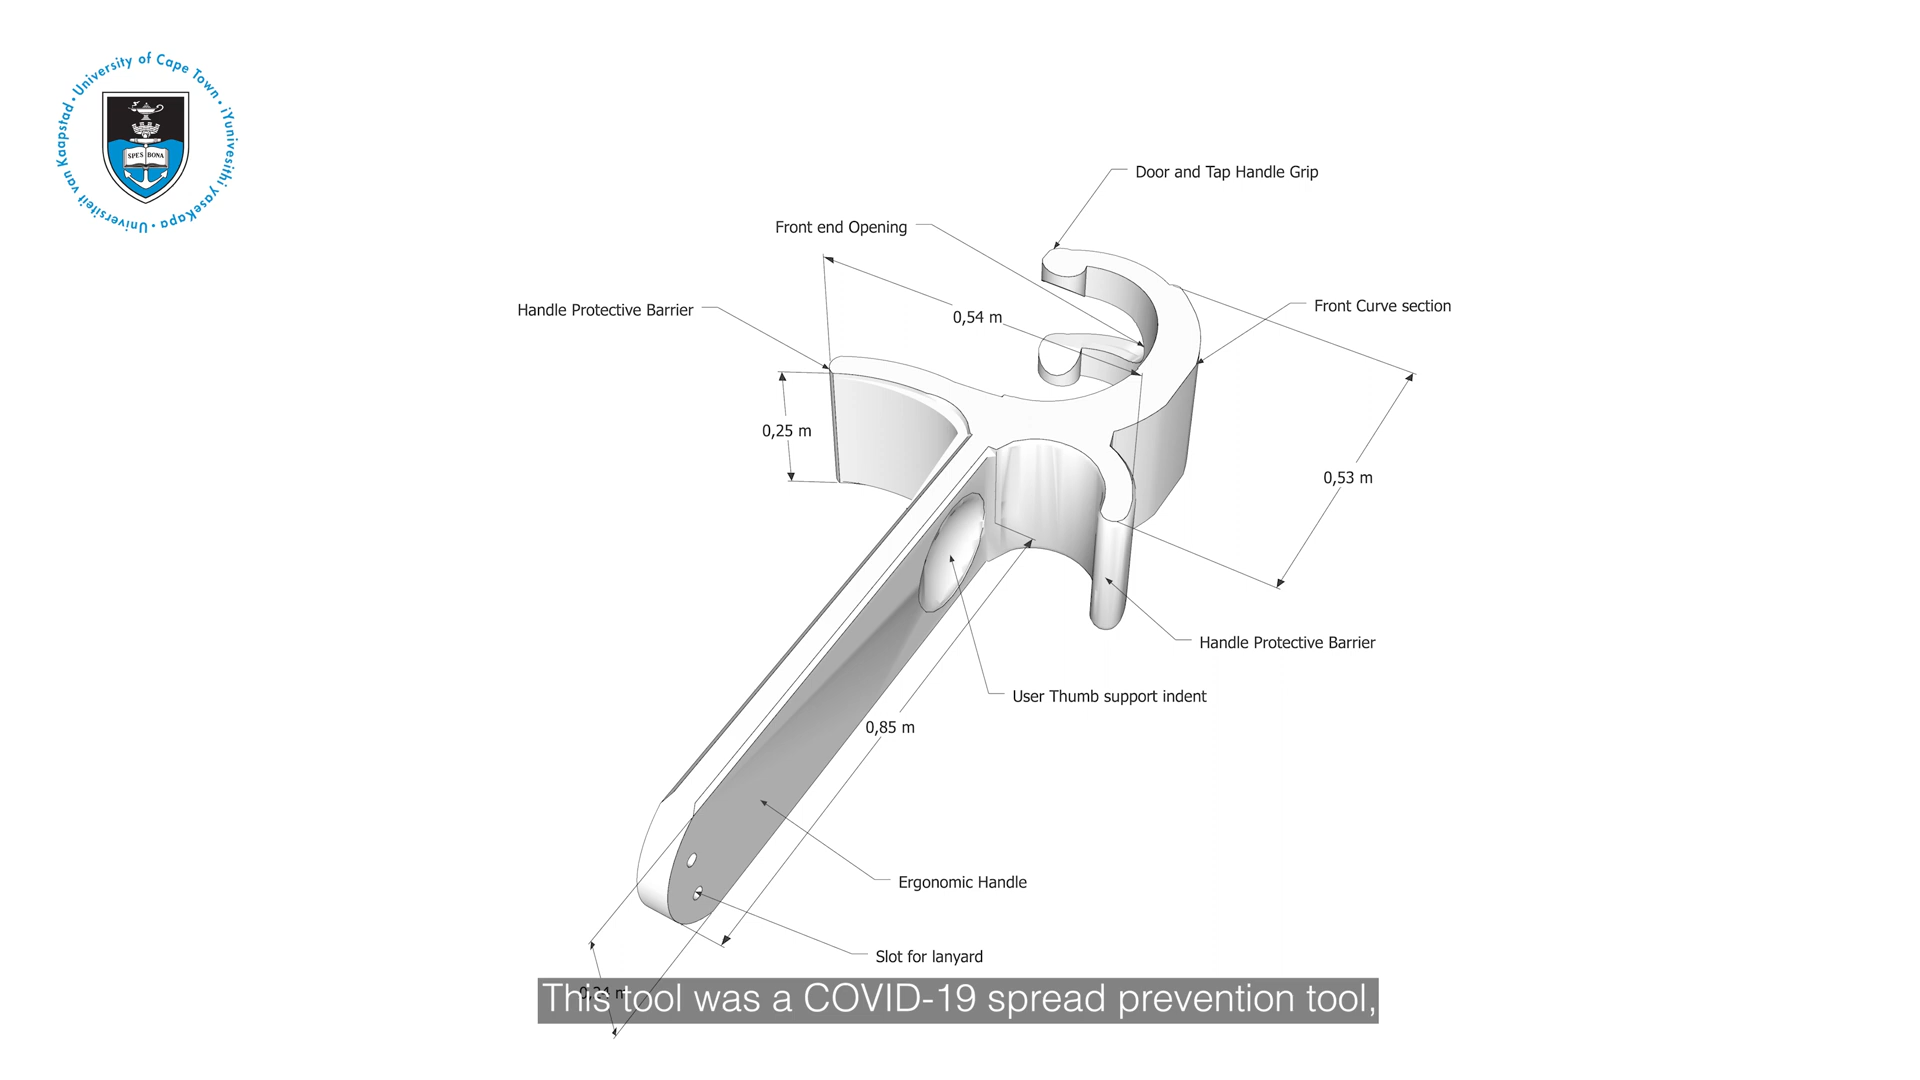 University of Cape Town • iYunivesithi yaseKapa • Universiteit van Kaapstad •
SPES BONA
Door and Tap Handle Grip
Front end Opening
Handle Protective Barrier
0,54 m
Front Curve section
0,25 m
0,53 m
Handle Protective Barrier
User Thumb support indent
0,85 m
Ergonomic Handle
Slot for lanyard
This tool was a COVID-19 spread prevention tool,